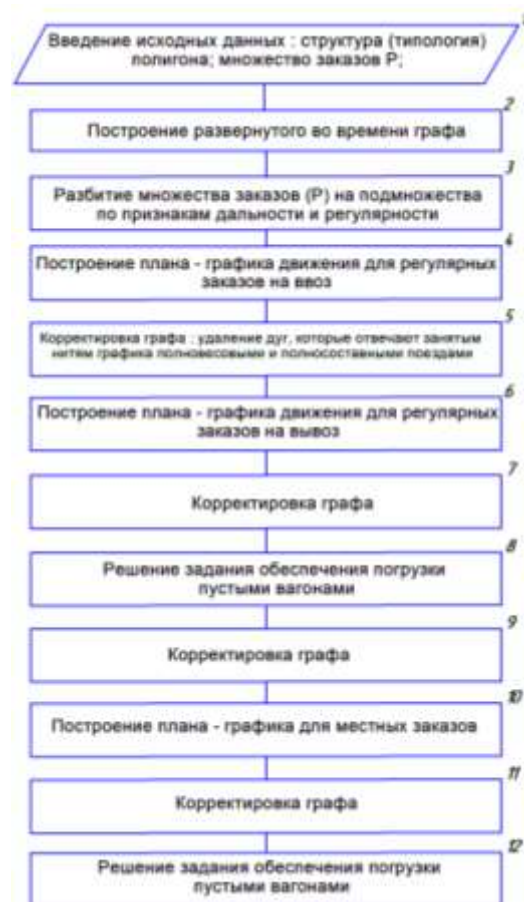 1
Введение исходных данных : структура (типология)
полигона; множество заказов P;
2
Построение развернутого во времени графа
3
Разбитие множества заказов (P) на подмножества
по признакам дальности и регулярности
4
Построение плана - графика движения для регулярных
заказов на ввоз
5
Корректировка графа : удаление дуг, которые отвечают занятым
нитям графика полновесовыми и полносоставными поездами
6
Построение плана - графика движения для регулярных
заказов на вывоз
7
Корректировка графа
8
Решение задания обеспечения погрузки
пустыми вагонами
9
Корректировка графа
10
Построение плана - графика для местных заказов
11
Корректировка графа
12
Решение задания обеспечения погрузки
пустыми вагонами